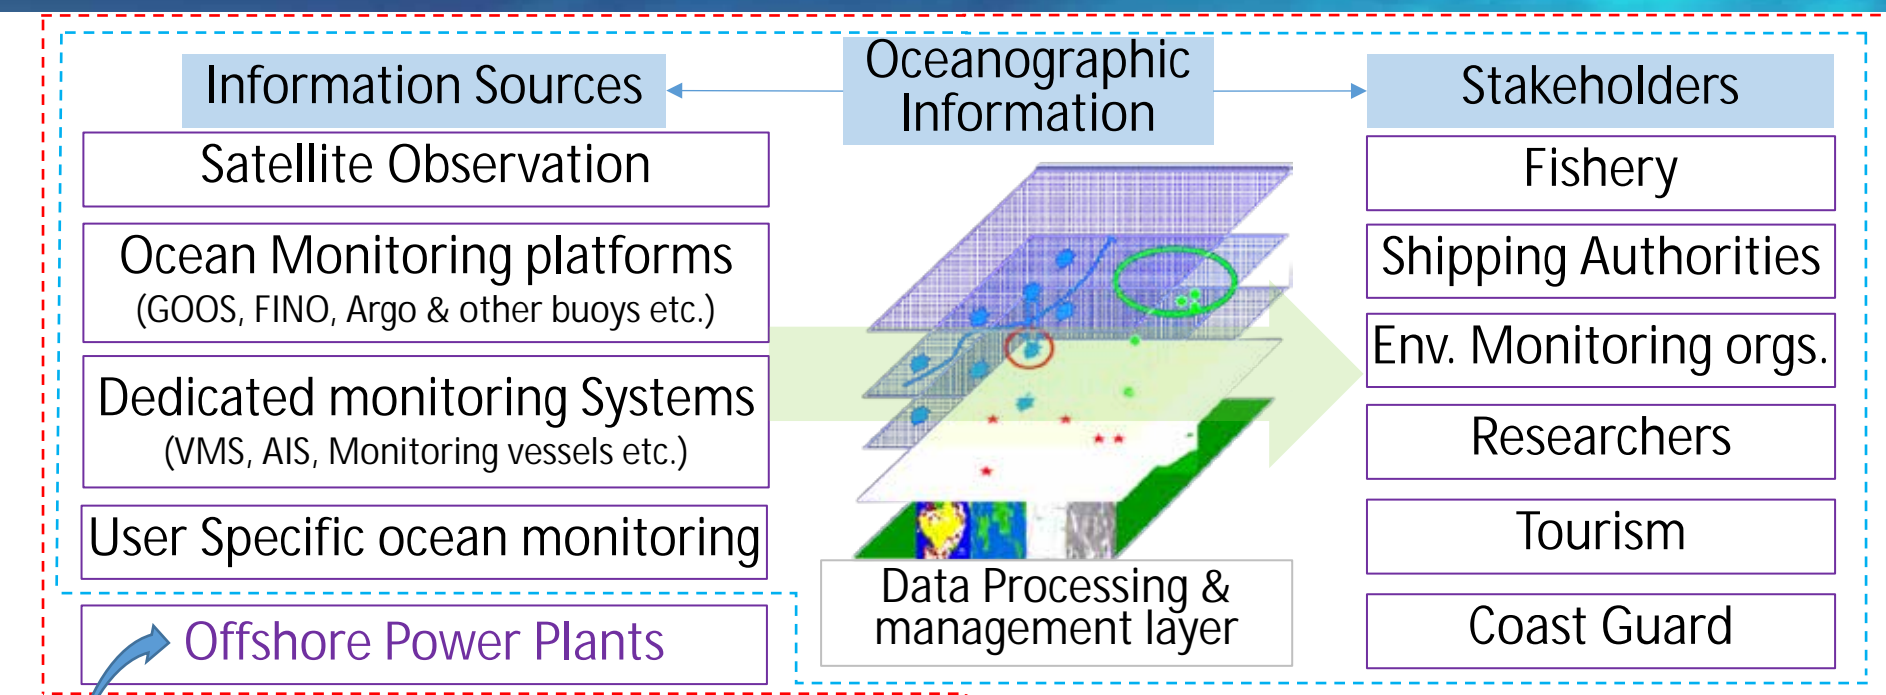 Information Sources
Satellite Observation
Ocean Monitoring platforms
(GOOS, FINO, Argo & other buoys etc.)
Dedicated monitoring Systems
(VMS, AIS, Monitoring vessels etc.)
User Specific ocean monitoring
Offshore Power Plants
Oceanographic
Information
Data Processing &
management layer
Stakeholders
Fishery
Shipping Authorities
Env. Monitoring orgs.
Researchers
Tourism
Coast Guard